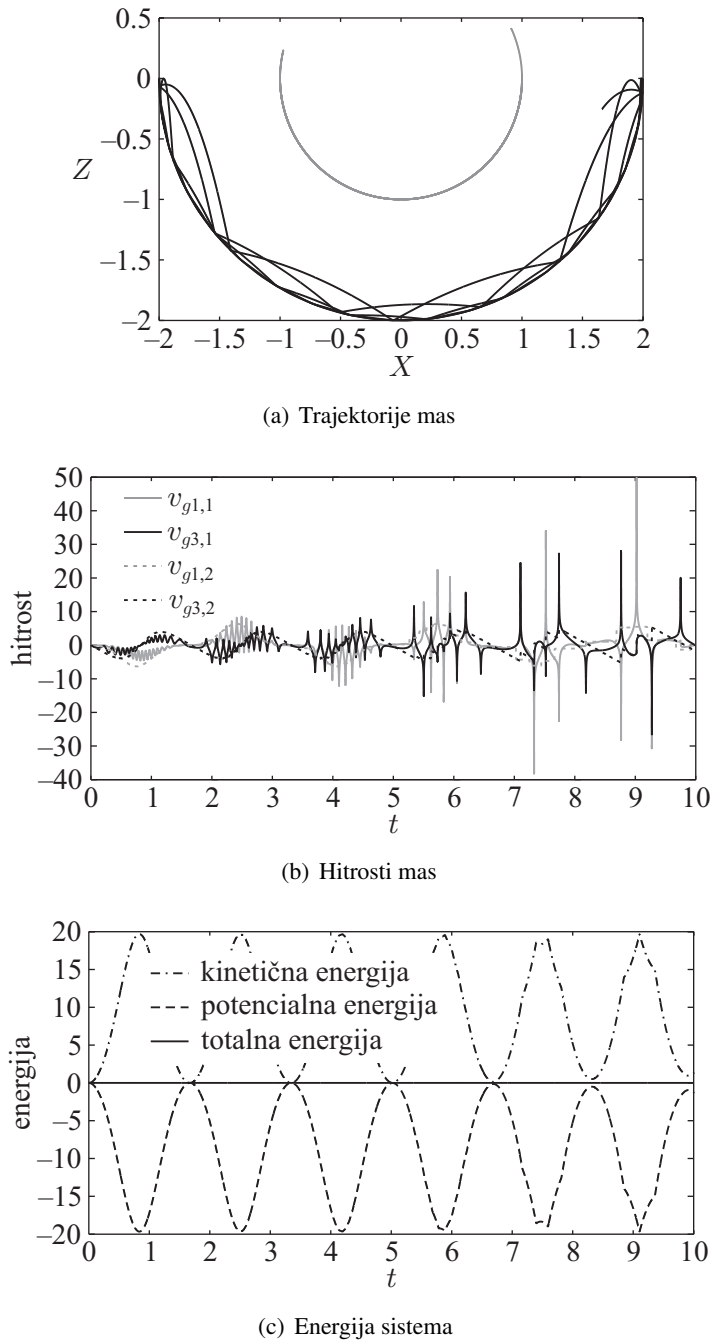 0.5
0
−0.5
Z
−1
−1.5
−2
−2 −1.5 −1 −0.5 0 0.5 1 1.5 2
X
(a) Trajektorije mas
50
40
30
20
10
0
−10
−20
−30
−40
hitrost
v_{g1,1}
v_{g3,1}
v_{g1,2}
v_{g3,2}
0 1 2 3 4 5 6 7 8 9 10
t
(b) Hitrosti mas
20
15
10
5
0
−5
−10
−15
−20
energija
kinetična energija
potencialna energija
totalna energija
0 1 2 3 4 5 6 7 8 9 10
t
(c) Energija sistema